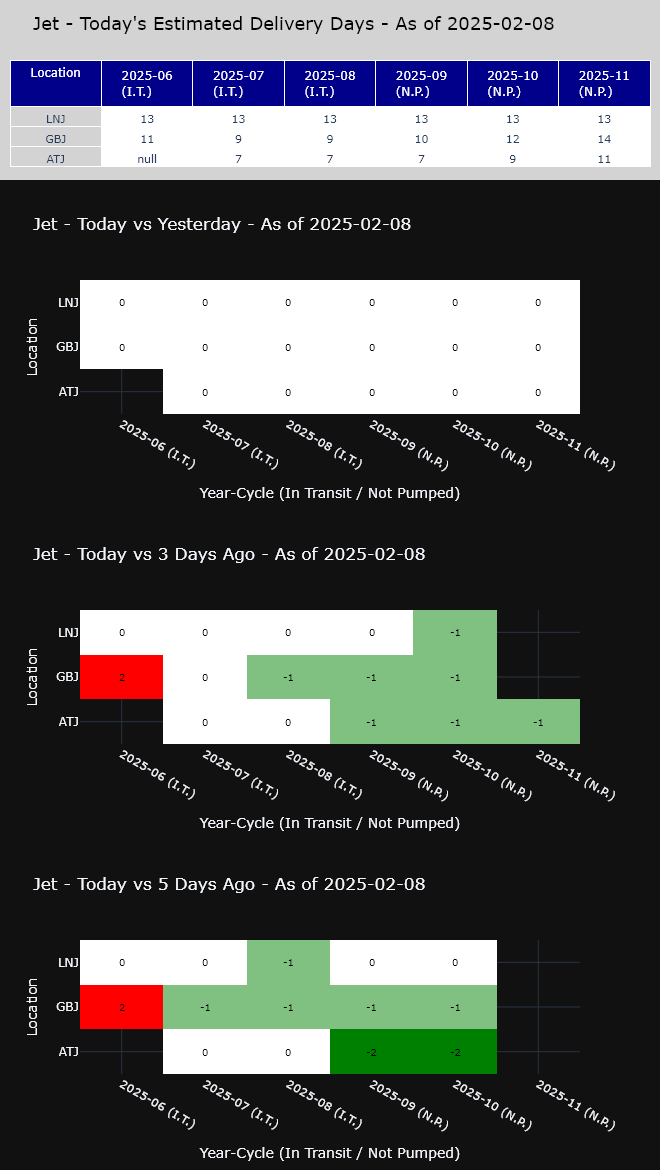 Jet - Today's Estimated Delivery Days - As of 2025-02-08
Location 2025-06 (I.T.) 2025-07 (I.T.) 2025-08 (I.T.) 2025-09 (N.P.) 2025-10 (N.P.) 2025-11 (N.P.)
LNJ 13 13 13 13 13 13
GBJ 11 9 9 10 12 14
ATJ null 7 7 7 9 11
Jet - Today vs Yesterday - As of 2025-02-08
Location
LNJ 0 0 0 0 0 0
GBJ 0 0 0 0 0 0
ATJ 0 0 0 0 0
2025-06 (I.T.) 2025-07 (I.T.) 2025-08 (I.T.) 2025-09 (N.P.) 2025-10 (N.P.) 2025-11 (N.P.)
Year-Cycle (In Transit / Not Pumped)
Jet - Today vs 3 Days Ago - As of 2025-02-08
Location
LNJ 0 0 0 0 -1
GBJ 2 0 -1 -1 -1
ATJ 0 0 -1 -1 -1
2025-06 (I.T.) 2025-07 (I.T.) 2025-08 (I.T.) 2025-09 (N.P.) 2025-10 (N.P.) 2025-11 (N.P.)
Year-Cycle (In Transit / Not Pumped)
Jet - Today vs 5 Days Ago - As of 2025-02-08
Location
LNJ 0 0 -1 0 0
GBJ 2 -1 -1 -1 -1
ATJ 0 0 -2 -2
2025-06 (I.T.) 2025-07 (I.T.) 2025-08 (I.T.) 2025-09 (N.P.) 2025-10 (N.P.) 2025-11 (N.P.)
Year-Cycle (In Transit / Not Pumped)